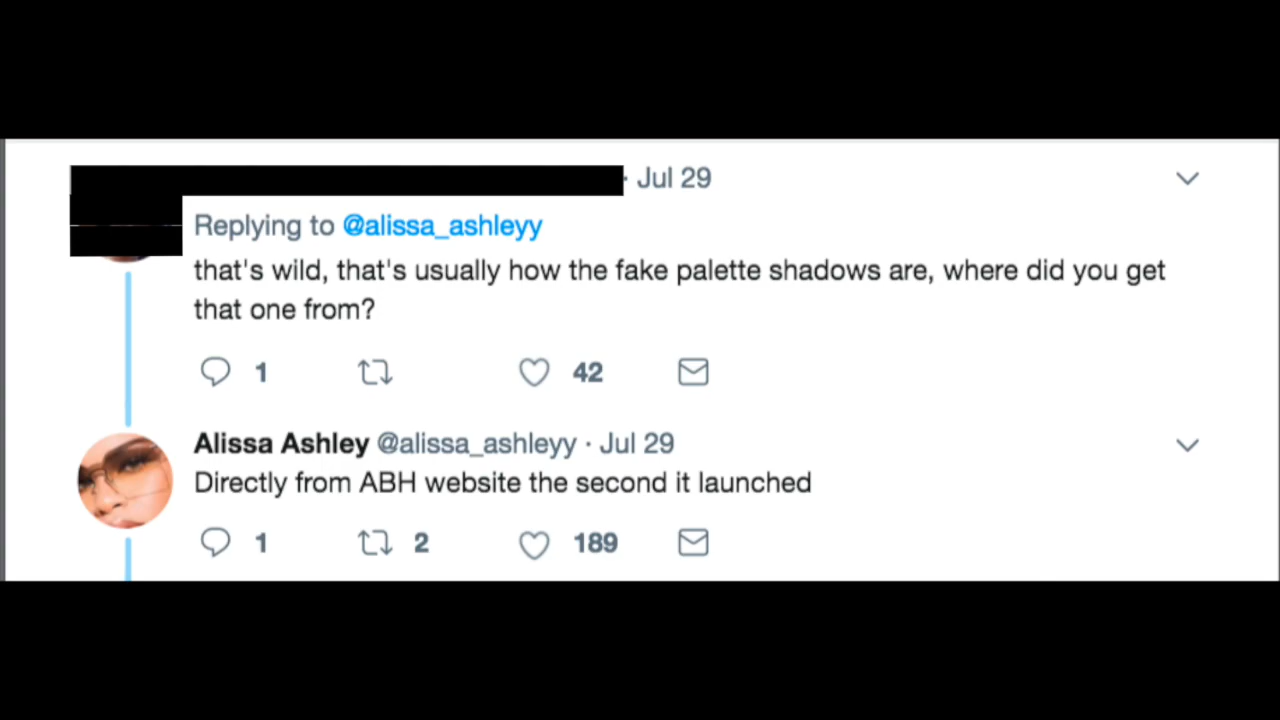 · Jul 29
Replying to @alissa_ashleyy
that's wild, that's usually how the fake palette shadows are, where did you get
that one from?
1 42
Alissa Ashley @alissa_ashleyy · Jul 29
Directly from ABH website the second it launched
1 2 189